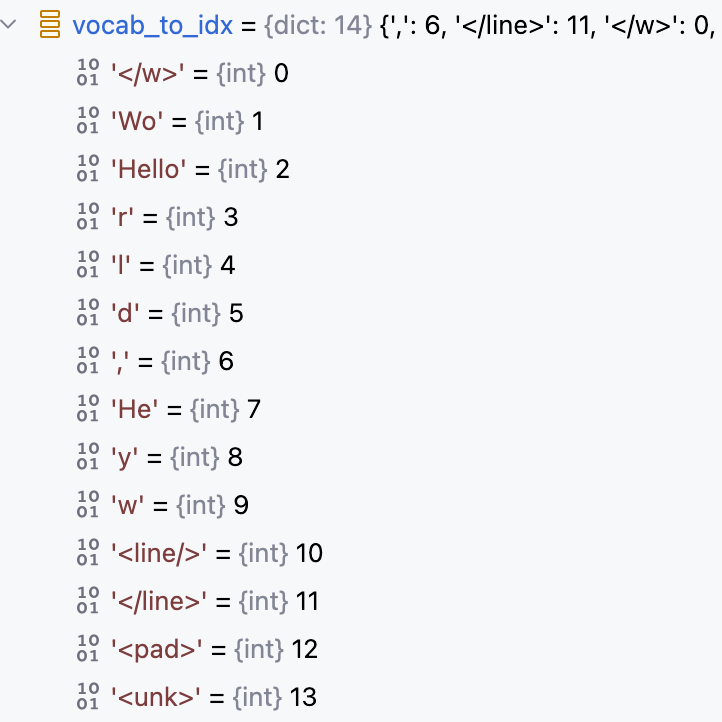 vocab_to_idx = {dict: 14} {',': 6, '</line>': 11, '</w>': 0,
10 01 '</w>' = {int} 0
10 01 'Wo' = {int} 1
10 01 'Hello' = {int} 2
10 01 'r' = {int} 3
10 01 'l' = {int} 4
10 01 'd' = {int} 5
10 01 ',' = {int} 6
10 01 'He' = {int} 7
10 01 'y' = {int} 8
10 01 'w' = {int} 9
10 01 '<line/>' = {int} 10
10 01 '</line>' = {int} 11
10 01 '<pad>' = {int} 12
10 01 '<unk>' = {int} 13